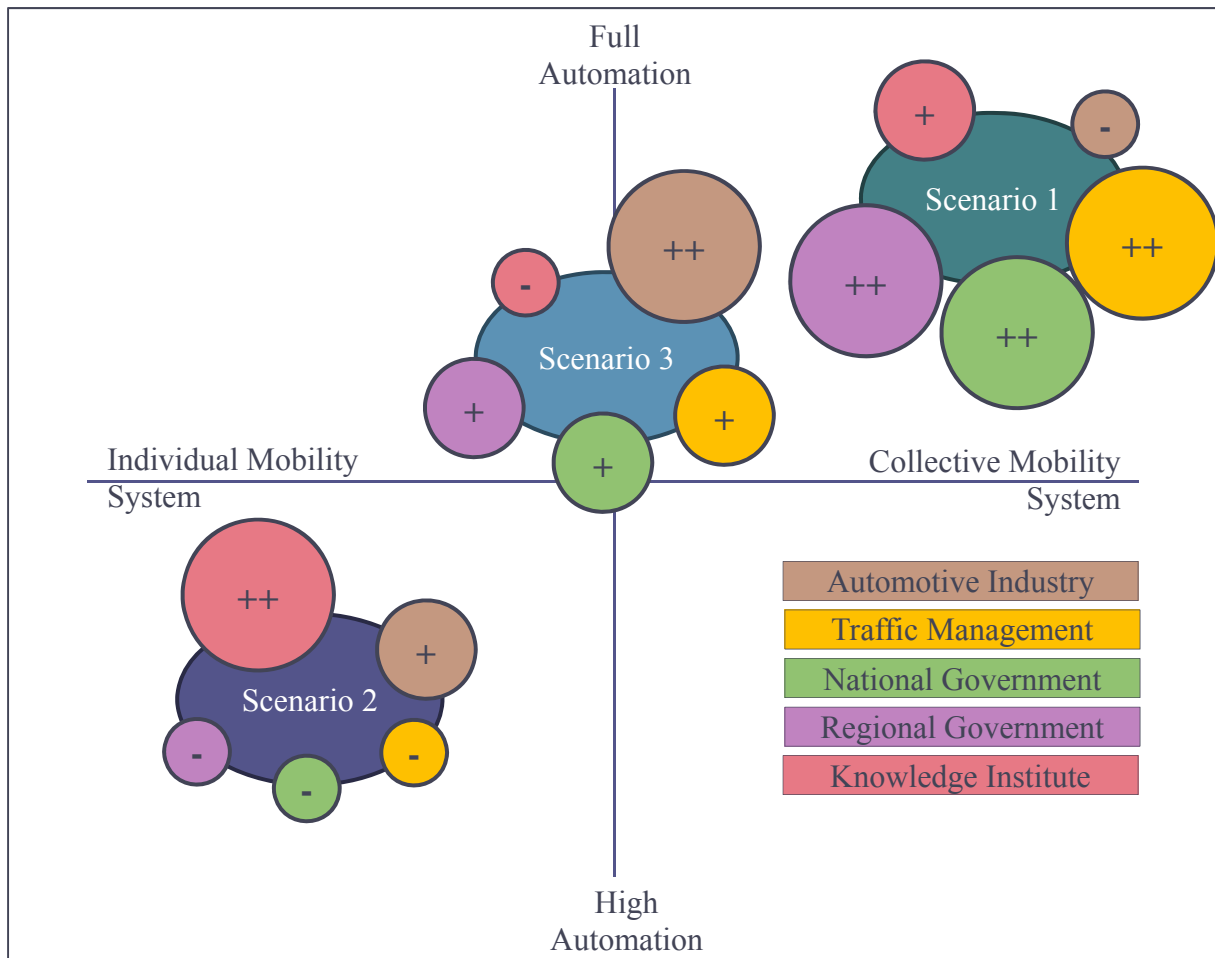 Full
Automation
+
-
Scenario 1
++
++
++
++
-
Scenario 3
+
+
+
Individual Mobility
System
Collective Mobility
System
++
+
Scenario 2
-
-
-
Automotive Industry
Traffic Management
National Government
Regional Government
Knowledge Institute
High
Automation